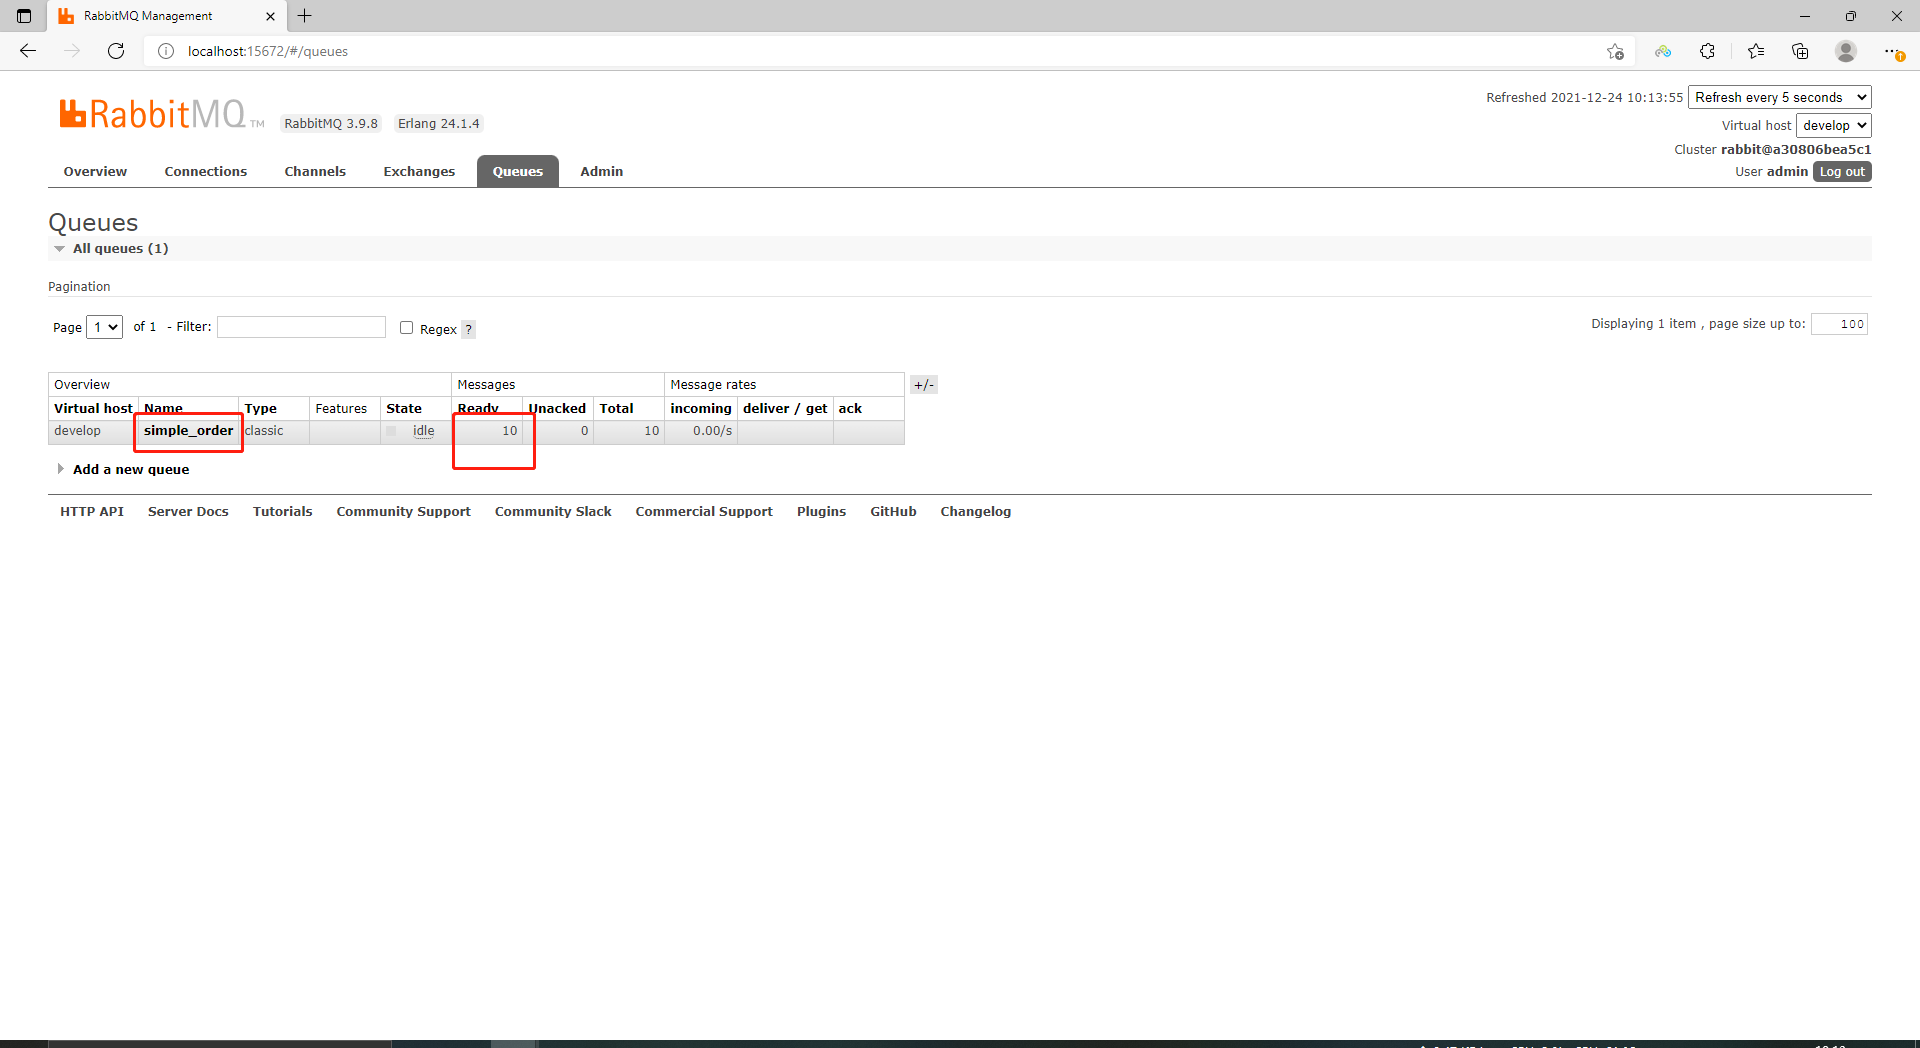 RabbitMQ Management
localhost:15672/#/queues
RabbitMQ TM RabbitMQ 3.9.8 Erlang 24.1.4
Refreshed 2021-12-24 10:13:55 Refresh every 5 seconds
Virtual host develop
Cluster rabbit@a30806bea5c1
User admin Log out
Overview Connections Channels Exchanges Queues Admin
Queues
All queues (1)
Pagination
Page 1 of 1 - Filter: Regex ? Displaying 1 item , page size up to: 100
Overview Messages Message rates +/-
Virtual host Name Type Features State Ready Unacked Total incoming deliver / get ack
develop simple_order classic idle 10 0 10 0.00/s
Add a new queue
HTTP API Server Docs Tutorials Community Support Community Slack Commercial Support Plugins GitHub Changelog